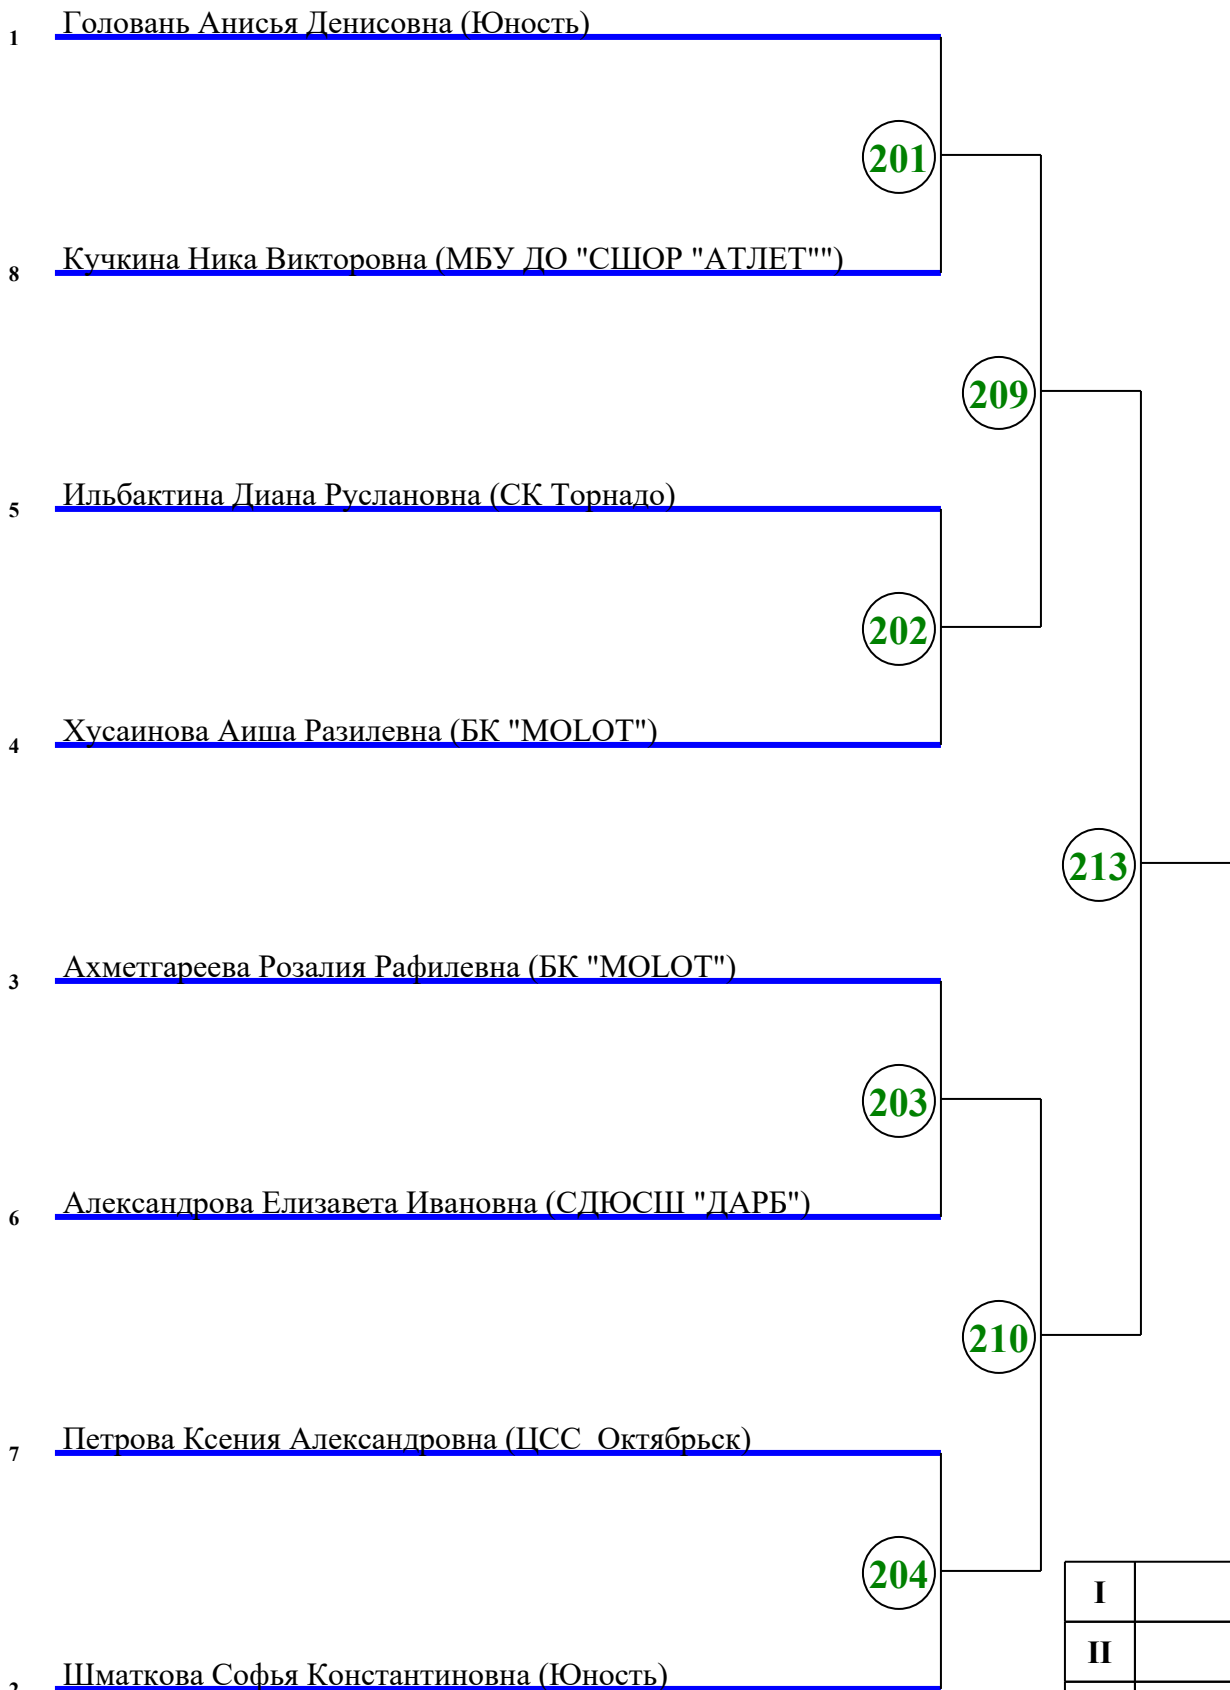 1 Головань Анисья Денисовна (Юность)
201
8 Кучкина Ника Викторовна (МБУ ДО "СШОР "АТЛЕТ"")
209
5 Ильбактина Диана Руслановна (СК Торнадо)
202
4 Хусаинова Аиша Разилевна (БК "MOLOT")
213
3 Ахметгареева Розалия Рафилевна (БК "MOLOT")
203
6 Александрова Елизавета Ивановна (СДЮСШ "ДАРБ")
210
7 Петрова Ксения Александровна (ЦСС Октябрьск)
204
I
II
2 Шматкова Софья Константиновна (Юность)